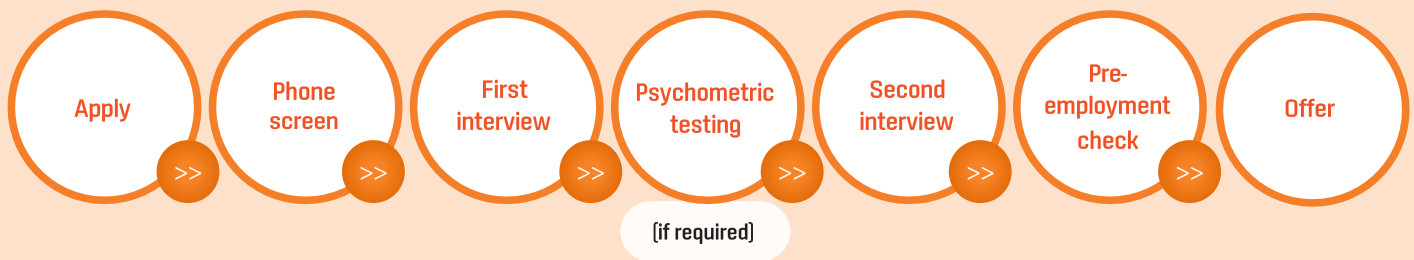 Apply
>>
Phone
screen
>>
First
interview
>>
Psychometric
testing
>>
(if required)
Second
interview
>>
Pre-
employment
check
>>
Offer